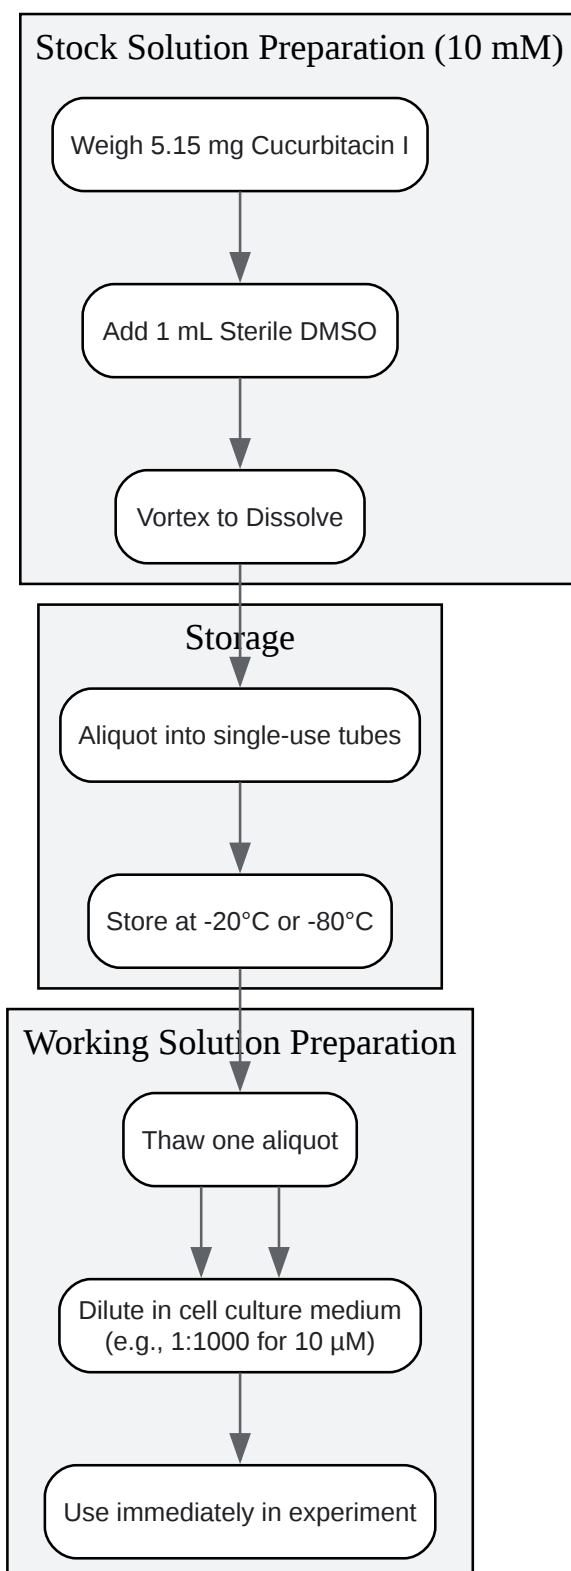 Stock Solution Preparation (10 mM)
Weigh 5.15 mg Cucurbitacin I
Add 1 mL Sterile DMSO
Vortex to Dissolve
Storage
Aliquot into single-use tubes
Store at -20°C or -80°C
Working Solution Preparation
Thaw one aliquot
Dilute in cell culture medium
(e.g., 1:1000 for 10 µM)
Use immediately in experiment